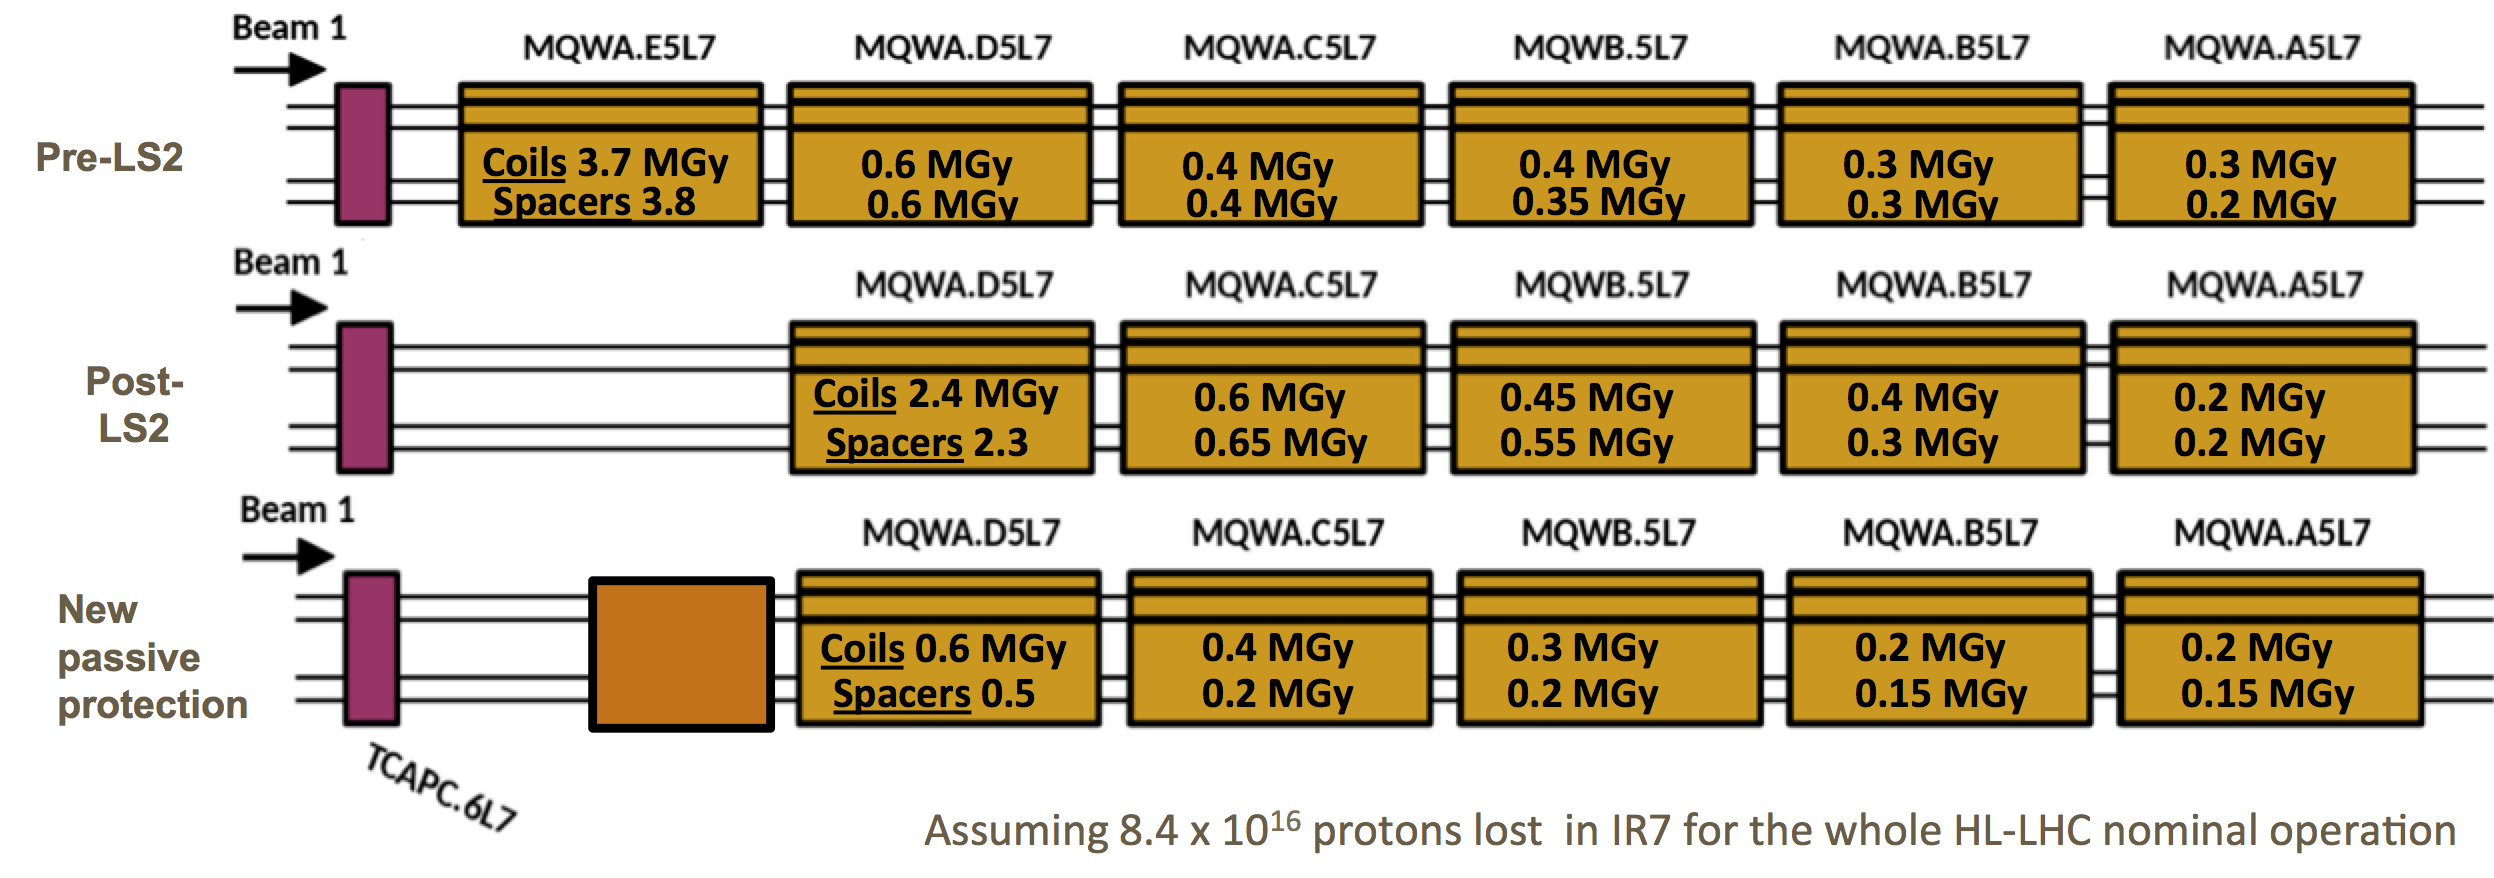 Beam 1
MQWA.E5L7 MQWA.D5L7 MQWA.C5L7 MQWB.5L7 MQWA.B5L7 MQWA.A5L7
Pre-LS2
Coils 3.7 MGy 0.6 MGy 0.4 MGy 0.4 MGy 0.3 MGy 0.3 MGy
Spacers 3.8 0.6 MGy 0.4 MGy 0.35 MGy 0.3 MGy 0.2 MGy
Beam 1
MQWA.D5L7 MQWA.C5L7 MQWB.5L7 MQWA.B5L7 MQWA.A5L7
Post-
LS2
Coils 2.4 MGy 0.6 MGy 0.45 MGy 0.4 MGy 0.2 MGy
Spacers 2.3 0.65 MGy 0.55 MGy 0.3 MGy 0.2 MGy
Beam 1
MQWA.D5L7 MQWA.C5L7 MQWB.5L7 MQWA.B5L7 MQWA.A5L7
New
passive
protection
Coils 0.6 MGy 0.4 MGy 0.3 MGy 0.2 MGy 0.2 MGy
Spacers 0.5 0.2 MGy 0.2 MGy 0.15 MGy 0.15 MGy
TCAPC.6L7
Assuming 8.4 x 10¹⁶ protons lost in IR7 for the whole HL-LHC nominal operation